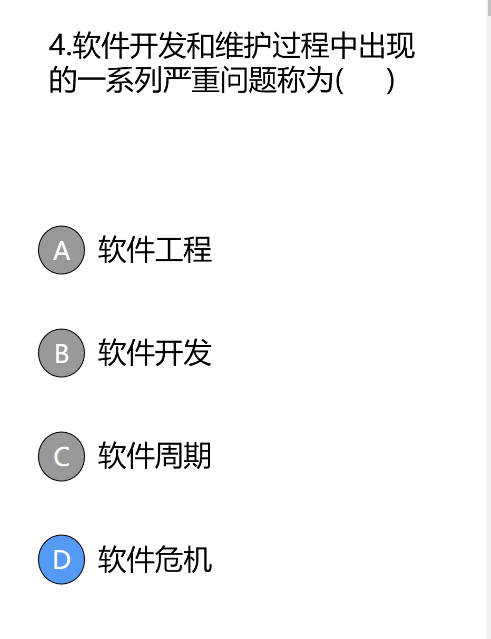 4.软件开发和维护过程中出现
的一系列严重问题称为(     )
A 软件工程
B 软件开发
C 软件周期
D 软件危机